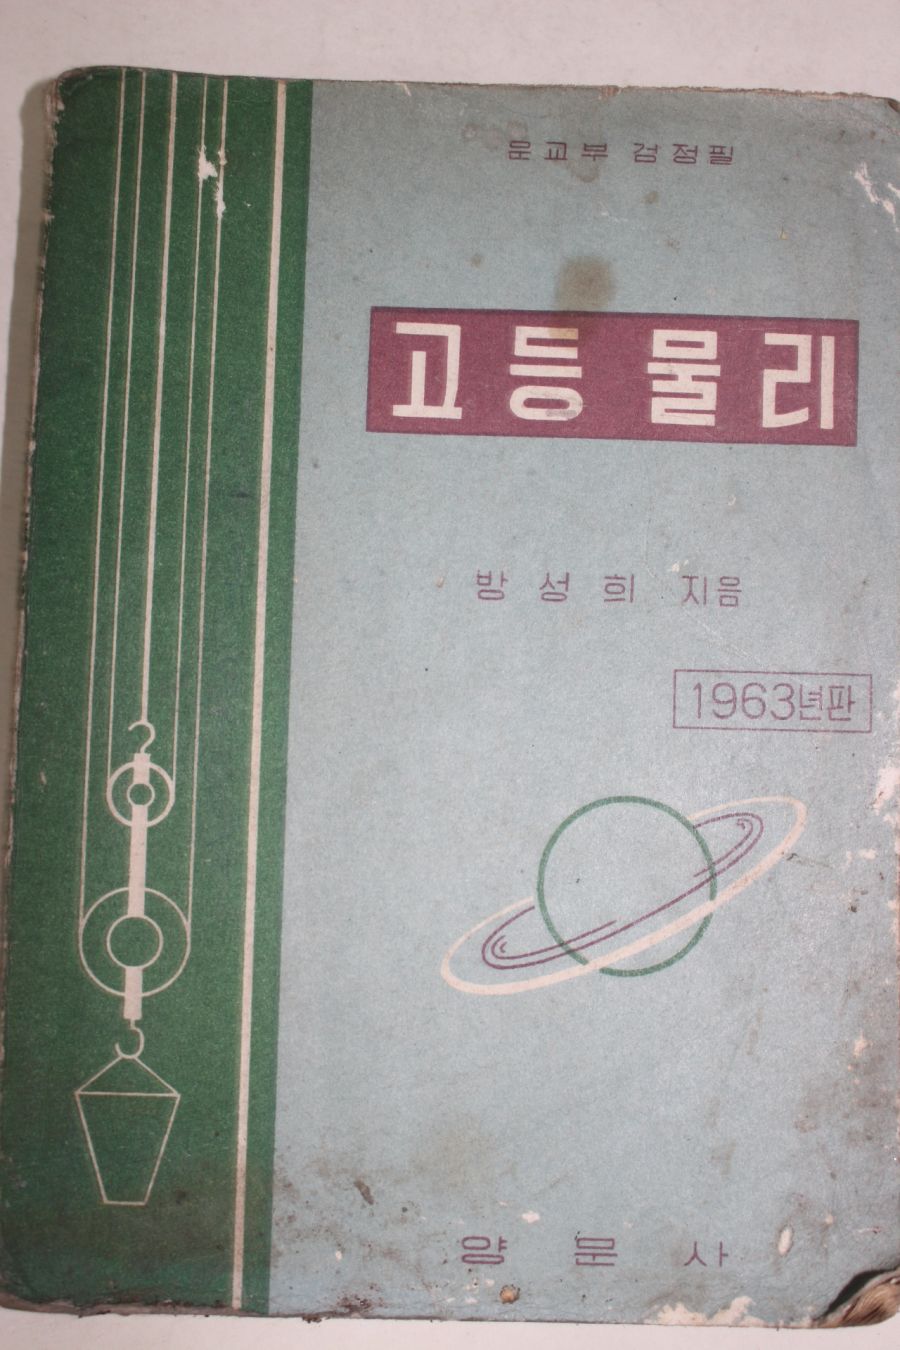 문교부 검정필
고등물리
방성희 지음
1963년판
양문사